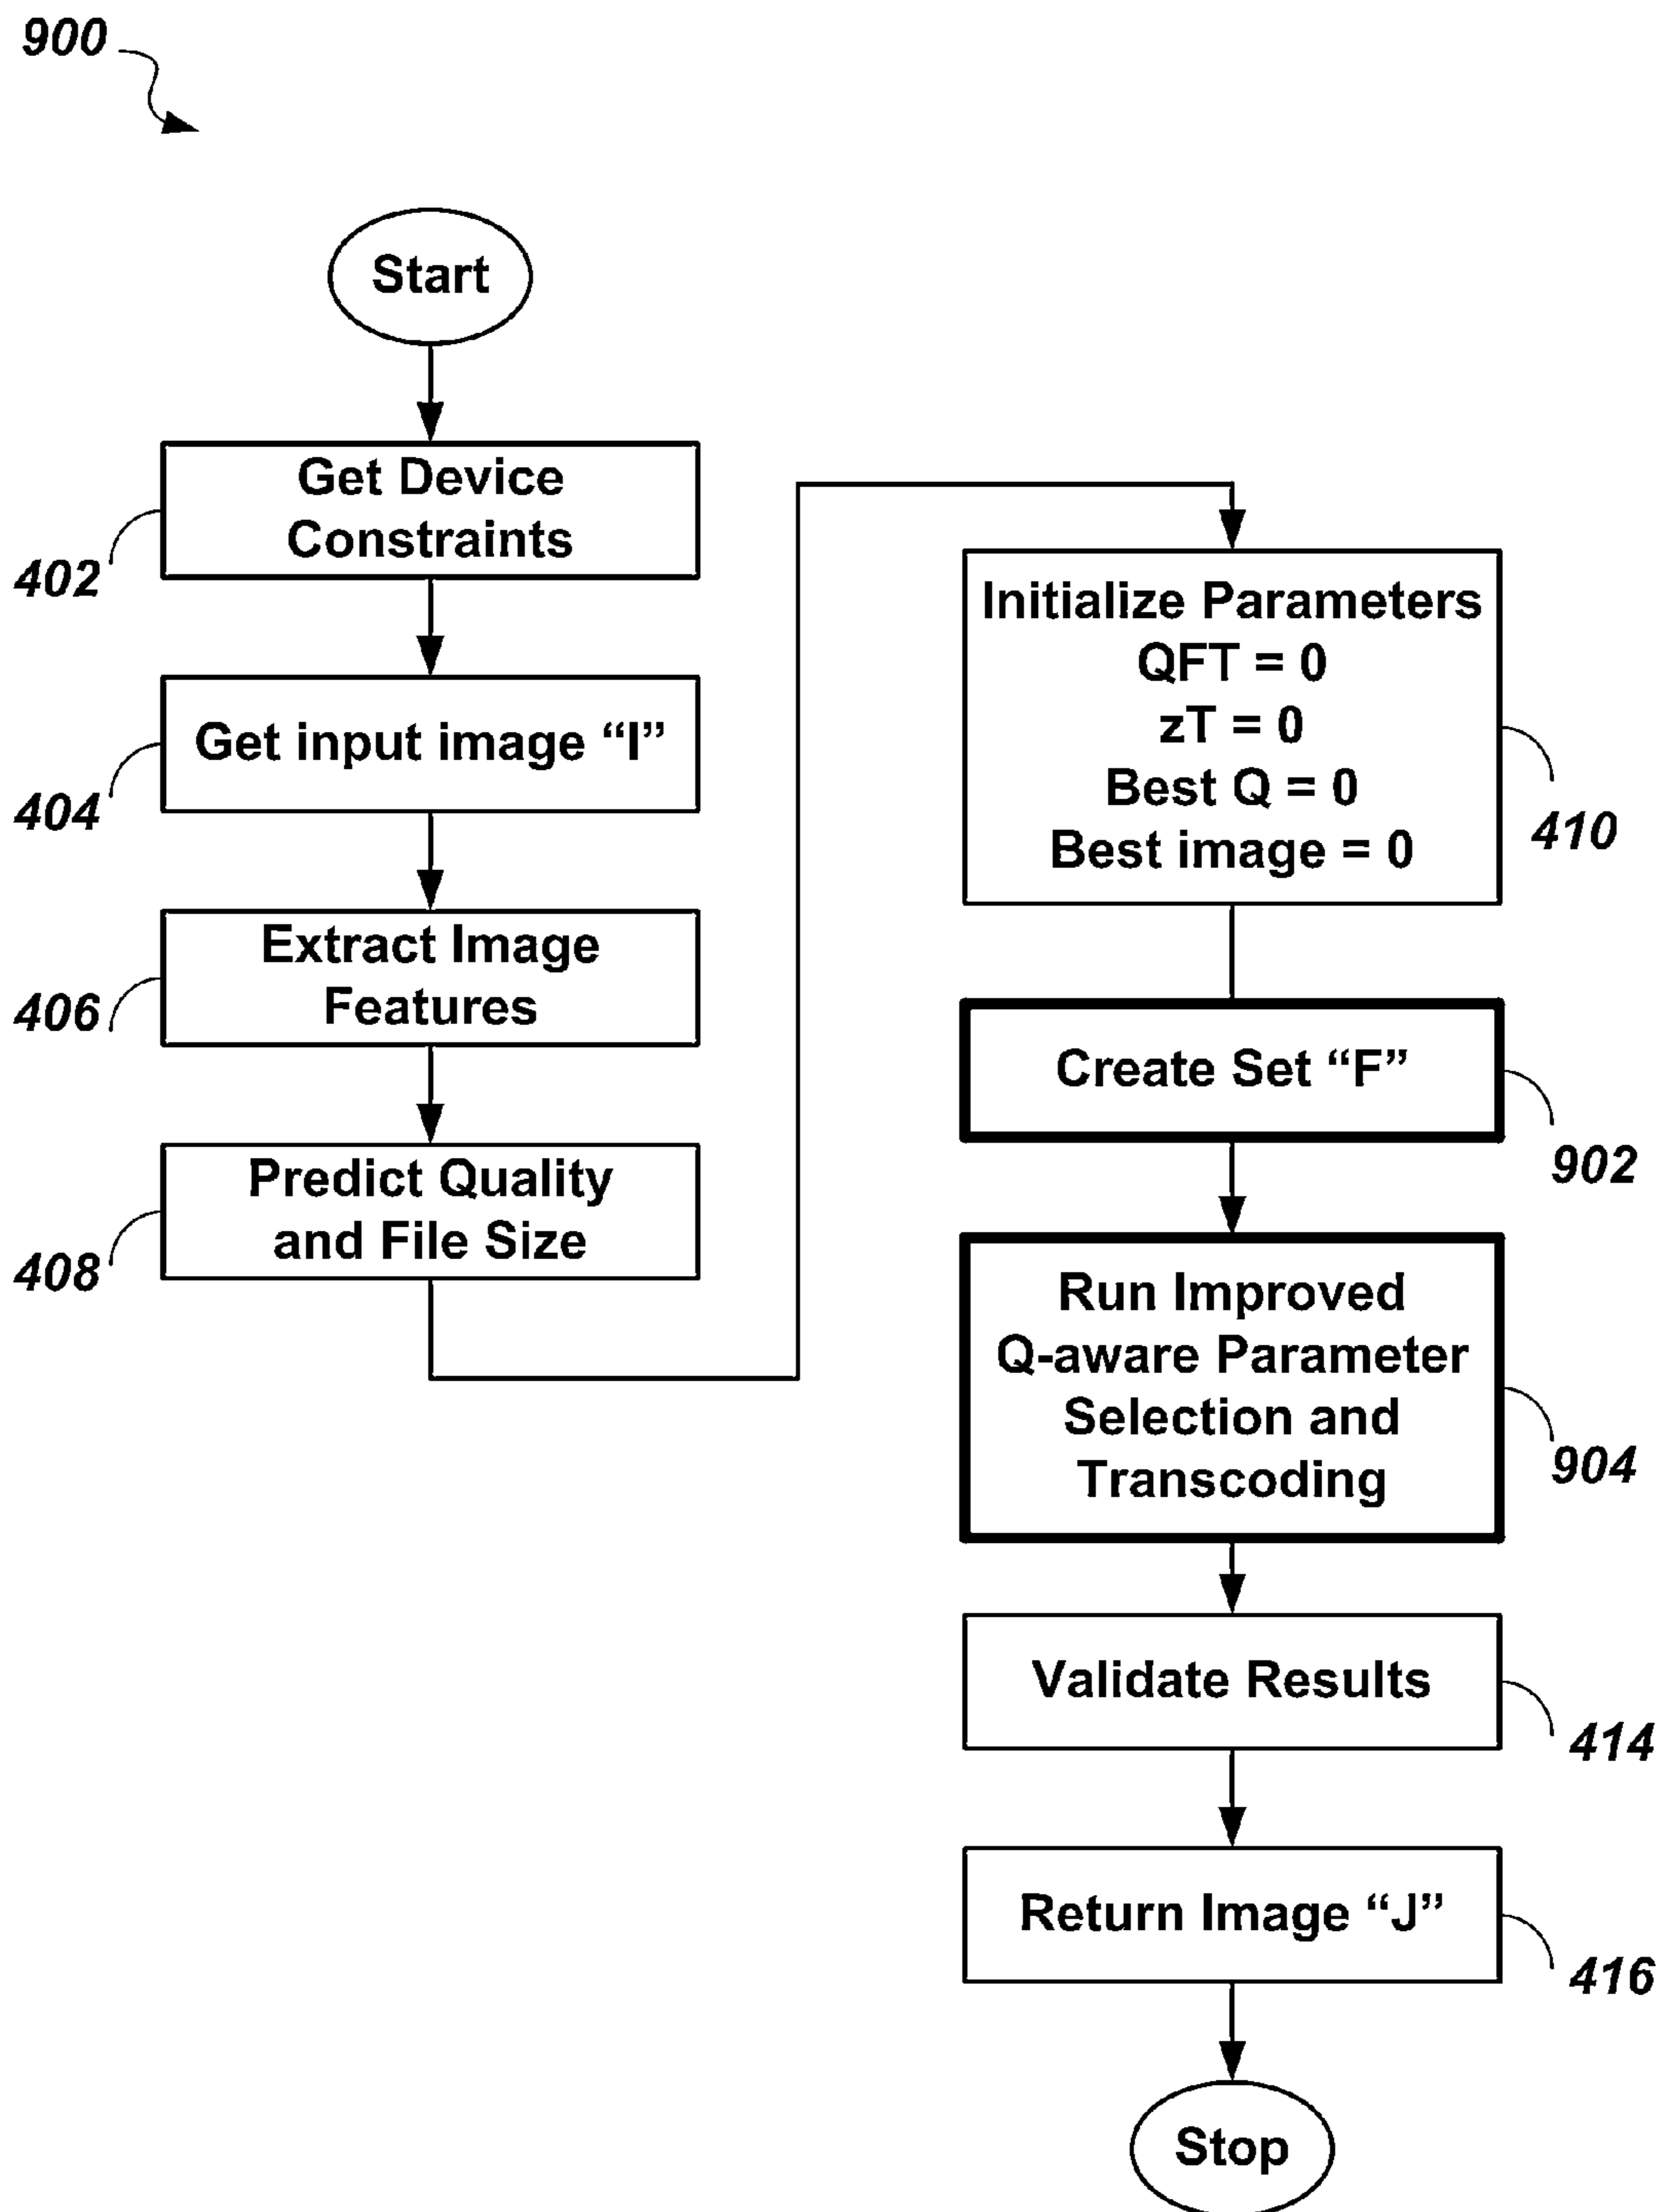 900
Start
Get Device
Constraints
402
Get input image “I”
404
Extract Image
Features
406
Predict Quality
and File Size
408
Initialize Parameters
QFT = 0
zT = 0
Best Q = 0
Best image = 0
410
Create Set “F”
902
Run Improved
Q-aware Parameter
Selection and
Transcoding
904
Validate Results
414
Return Image “J”
416
Stop